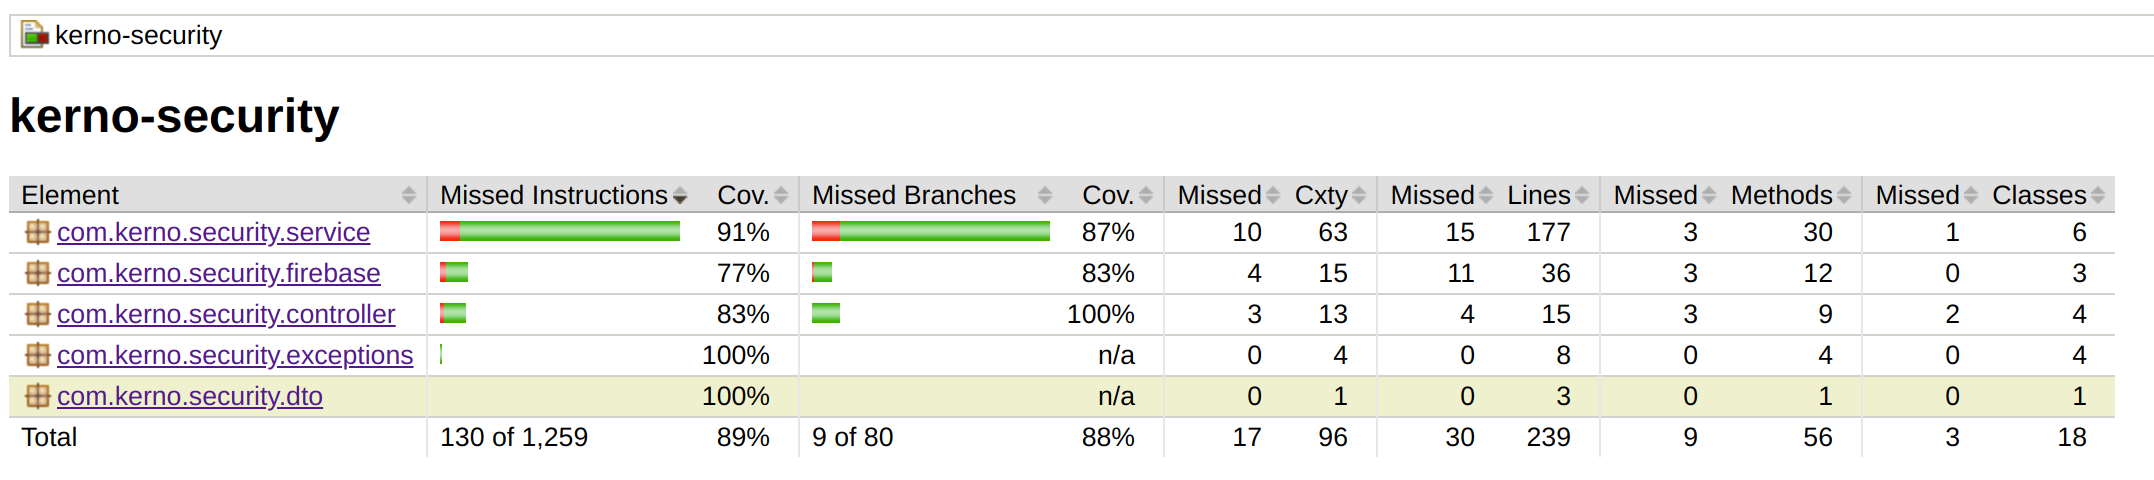 kerno-security
kerno-security
Element Missed Instructions Cov. Missed Branches Cov. Missed Cxty Missed Lines Missed Methods Missed Classes
com.kerno.security.service 91% 87% 10 63 15 177 3 30 1 6
com.kerno.security.firebase 77% 83% 4 15 11 36 3 12 0 3
com.kerno.security.controller 83% 100% 3 13 4 15 3 9 2 4
com.kerno.security.exceptions 100% n/a 0 4 0 8 0 4 0 4
com.kerno.security.dto 100% n/a 0 1 0 3 0 1 0 1
Total 130 of 1,259 89% 9 of 80 88% 17 96 30 239 9 56 3 18